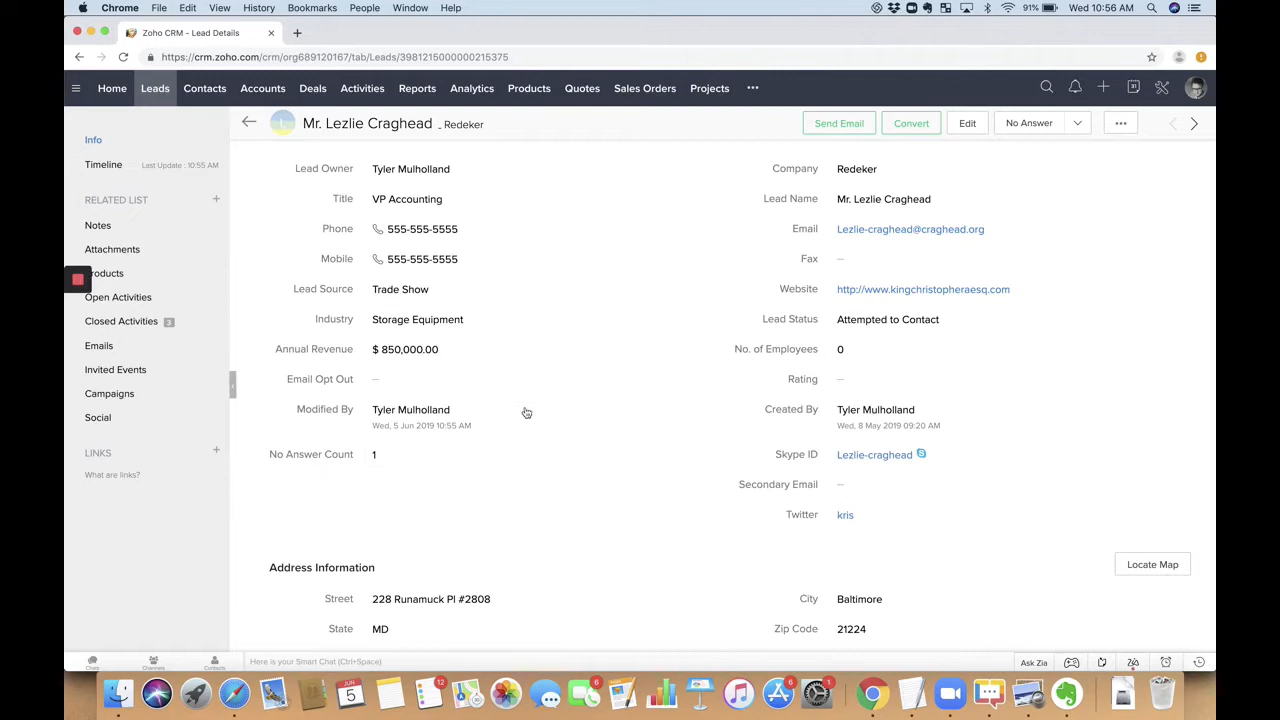 Chrome File Edit View History Bookmarks People Window Help 91% Wed 10:56 AM
Zoho CRM - Lead Details
https://crm.zoho.com/crm/org689120167/tab/Leads/3981215000000215375
Home Leads Contacts Accounts Deals Activities Reports Analytics Products Quotes Sales Orders Projects
Mr. Lezlie Craghead - Redeker Send Email Convert Edit No Answer
Info
Timeline Last Update : 10:55 AM
RELATED LIST
Notes
Attachments
roducts
Open Activities
Closed Activities 3
Emails
Invited Events
Campaigns
Social
LINKS
What are links?
Lead Owner Tyler Mulholland Company Redeker
Title VP Accounting Lead Name Mr. Lezlie Craghead
Phone 555-555-5555 Email Lezlie-craghead@craghead.org
Mobile 555-555-5555 Fax —
Lead Source Trade Show Website http://www.kingchristopheraesq.com
Industry Storage Equipment Lead Status Attempted to Contact
Annual Revenue $ 850,000.00 No. of Employees 0
Email Opt Out — Rating —
Modified By Tyler Mulholland Created By Tyler Mulholland
Wed, 5 Jun 2019 10:55 AM Wed, 8 May 2019 09:20 AM
No Answer Count 1 Skype ID Lezlie-craghead
Secondary Email —
Twitter kris
Address Information Locate Map
Street 228 Runamuck Pl #2808 City Baltimore
State MD Zip Code 21224
Chats Channels Contacts Here is your Smart Chat (Ctrl+Space) Ask Zia
JUN 5 12 6 6 1